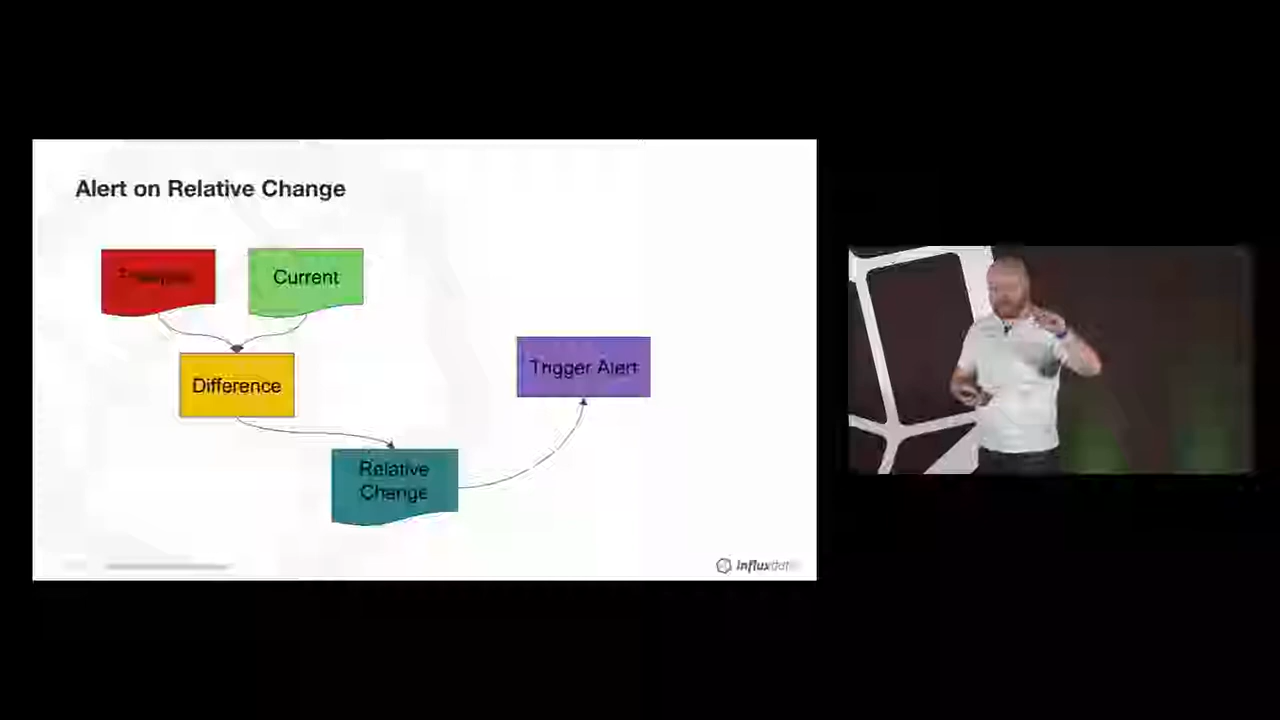 Alert on Relative Change
Current
Difference
Trigger Alert
Relative
Change
influxdata